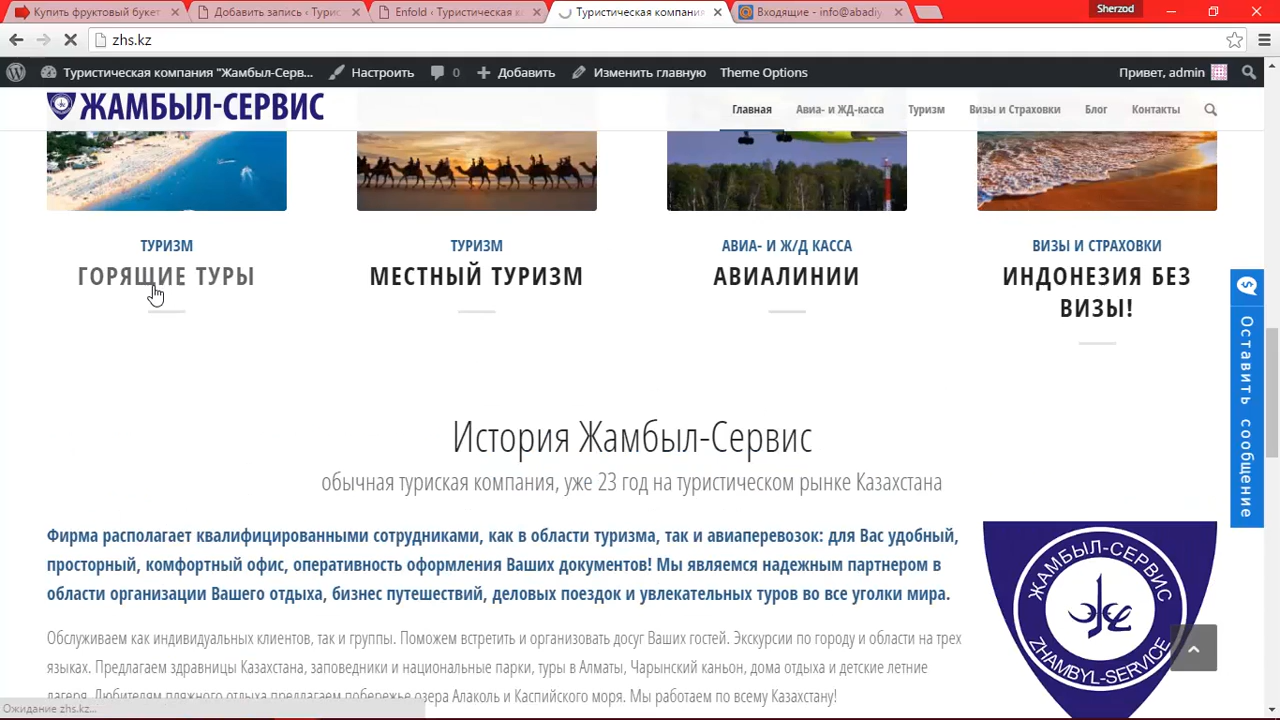 Купить фруктовый букет
Добавить запись ‹ Турис
Enfold ‹ Туристическая ка
Туристическая компания
Входящие - info@abadiy
Sherzod
zhs.kz
Туристическая компания "Жамбыл-Серв...
Настроить
0
Добавить
Изменить главную
Theme Options
Привет, admin
ЖАМБЫЛ-СЕРВИС
Главная
Авиа- и ЖД-касса
Туризм
Визы и Страховки
Блог
Контакты
ТУРИЗМ
ГОРЯЩИЕ ТУРЫ
ТУРИЗМ
МЕСТНЫЙ ТУРИЗМ
АВИА- И Ж/Д КАССА
АВИАЛИНИИ
ВИЗЫ И СТРАХОВКИ
ИНДОНЕЗИЯ БЕЗ
ВИЗЫ!
Оставить сообщение
История Жамбыл-Сервис
обычная туриская компания, уже 23 год на туристическом рынке Казахстана
Фирма располагает квалифицированными сотрудниками, как в области туризма, так и авиаперевозок: для Вас удобный,
просторный, комфортный офис, оперативность оформления Ваших документов! Мы являемся надежным партнером в
области организации Вашего отдыха, бизнес путешествий, деловых поездок и увлекательных туров во все уголки мира.
Обслуживаем как индивидуальных клиентов, так и группы. Поможем встретить и организовать досуг Ваших гостей. Экскурсии по городу и области на трех
языках. Предлагаем здравницы Казахстана, заповедники и национальные парки, туры в Алматы, Чарынский каньон, дома отдыха и детские летние
лагеря. Любителям пляжного отдыха предлагаем побережье озера Алаколь и Каспийского моря. Мы работаем по всему Казахстану!
ЖАМБЫЛ-СЕРВИС
ZHAMBYL-SERVICE
Ожидание zhs.kz...